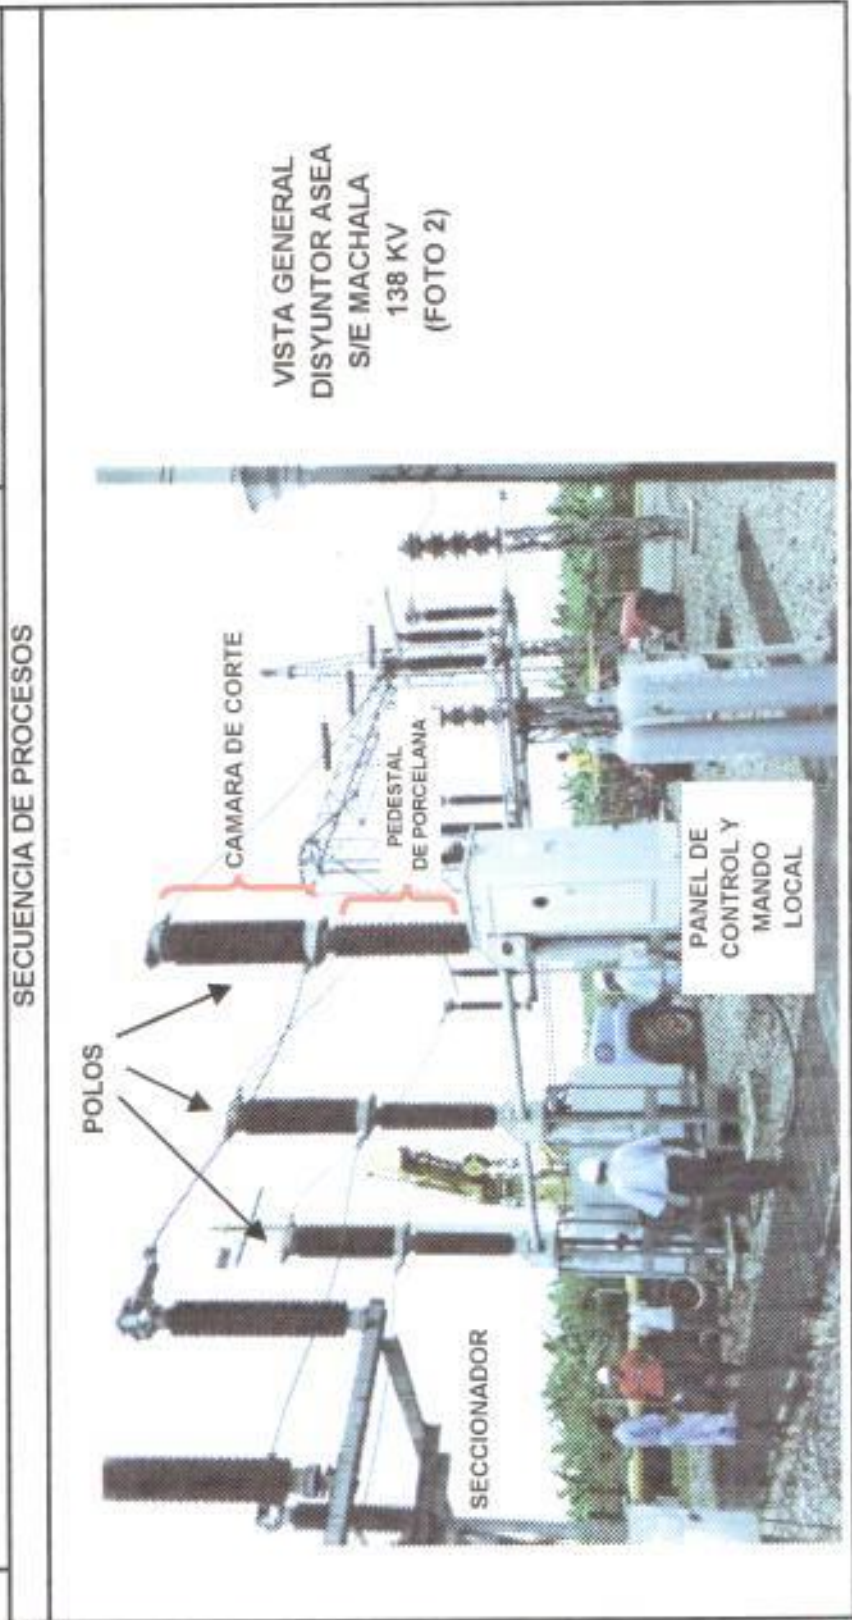 SECUENCIA DE PROCESOS
VISTA GENERAL
DISYUNTOR ASEA
S/E MACHALA
138 KV
(FOTO 2)
POLOS
CAMARA DE CORTE
PEDESTAL
DE PORCELANA
SECCIONADOR
PANEL DE
CONTROL Y
MANDO
LOCAL